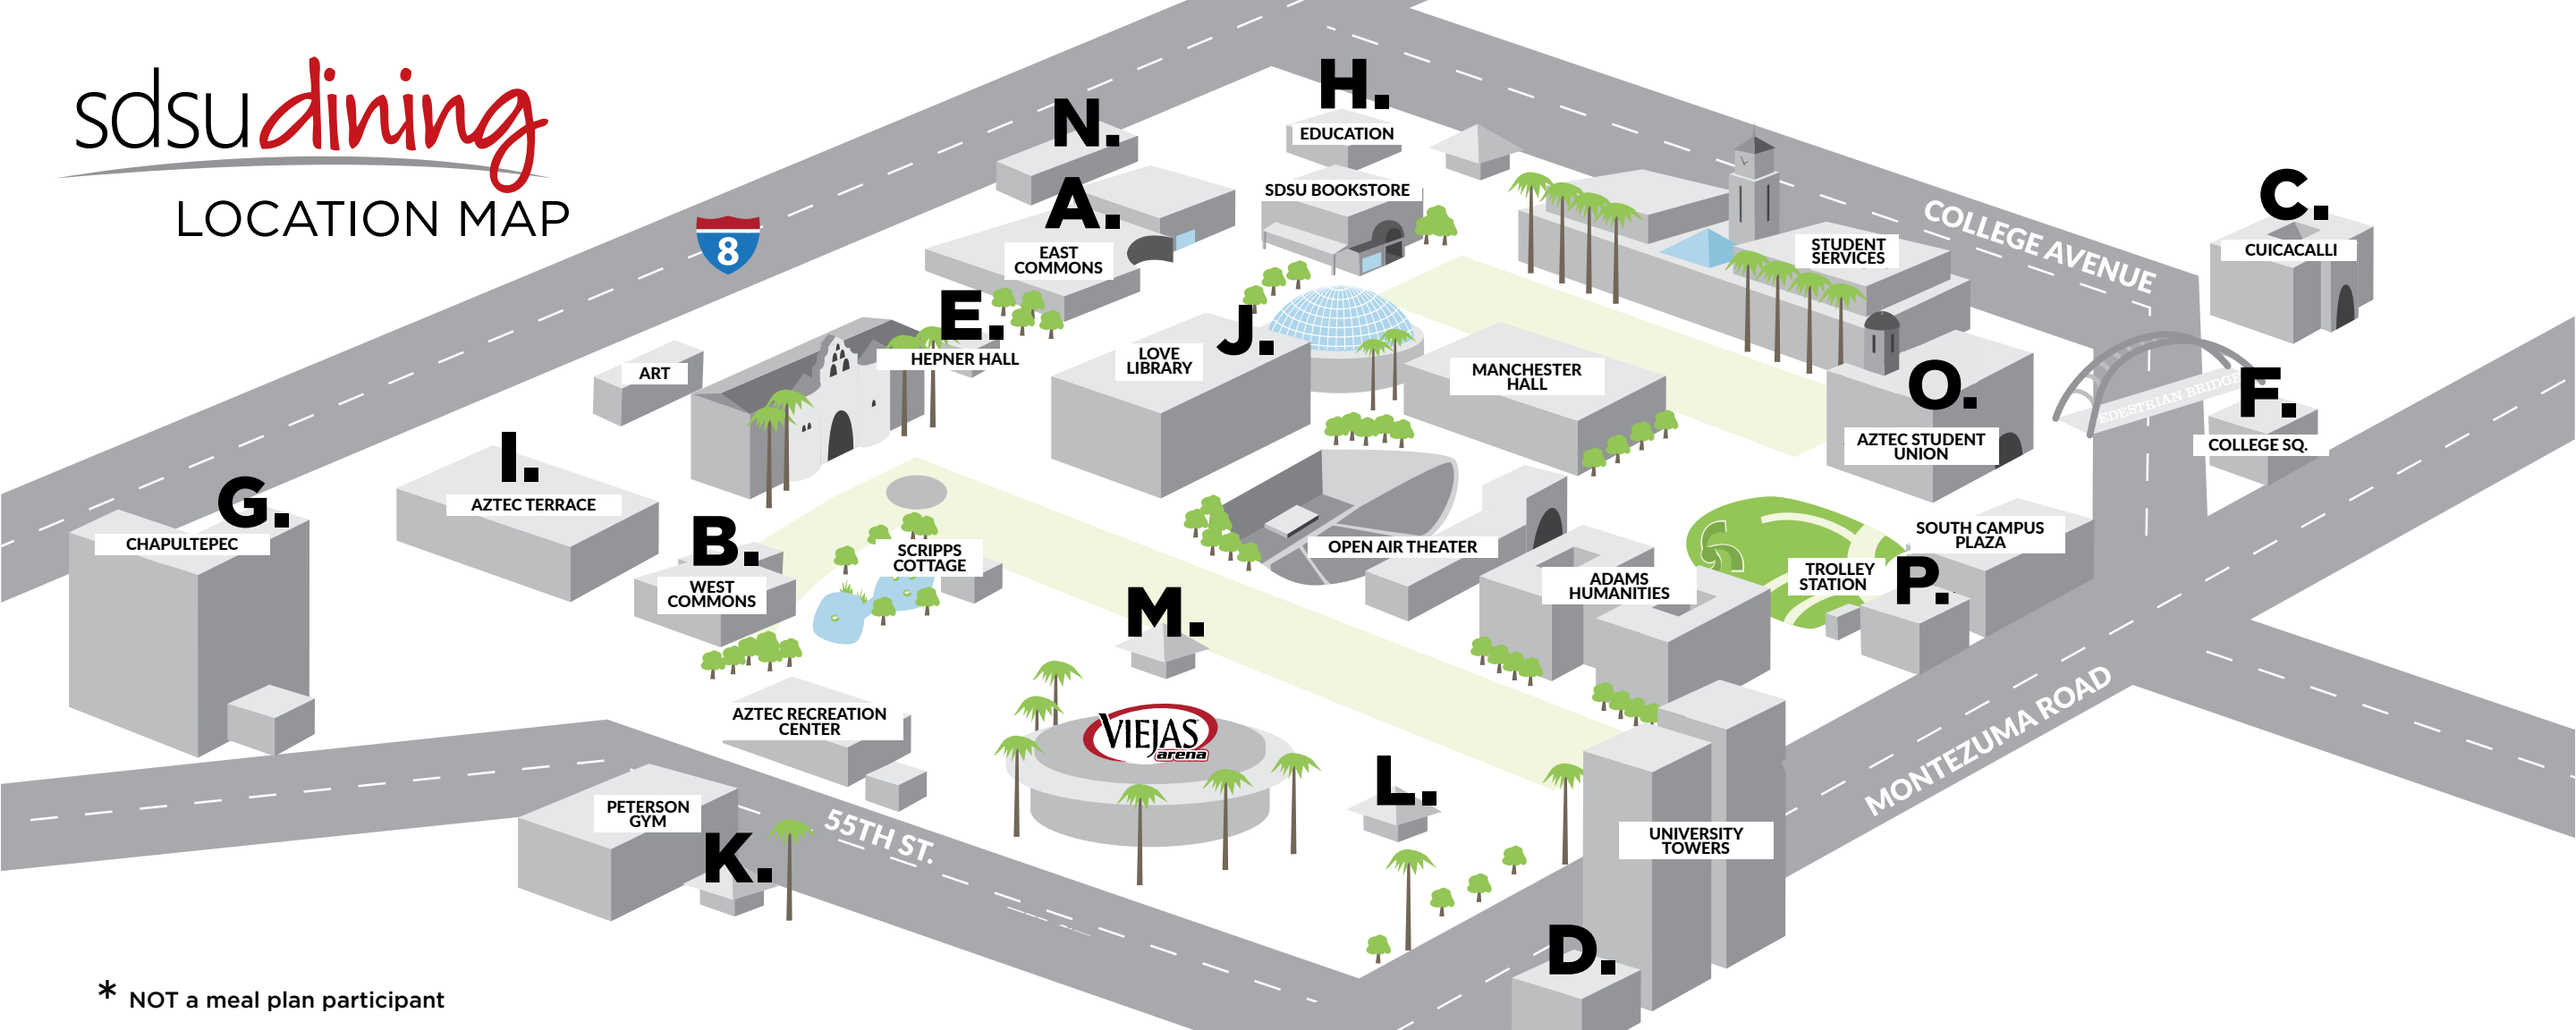 sdsu dining
LOCATION MAP
8
N.
A.
EAST
COMMONS
H.
EDUCATION
SDSU BOOKSTORE
STUDENT
SERVICES
COLLEGE AVENUE
C.
CUICACALLI
E.
HEPNER HALL
ART
J.
LOVE
LIBRARY
MANCHESTER
HALL
O.
AZTEC STUDENT
UNION
EDESTRIAN BRIDGE
F.
COLLEGE SQ.
I.
AZTEC TERRACE
G.
CHAPULTEPEC
B.
WEST
COMMONS
SCRIPPS
COTTAGE
OPEN AIR THEATER
ADAMS
HUMANITIES
SOUTH CAMPUS
PLAZA
TROLLEY
STATION
P.
M.
VIEJAS
arena
AZTEC RECREATION
CENTER
PETERSON
GYM
K.
55TH ST.
L.
UNIVERSITY
TOWERS
MONTEZUMA ROAD
D.
* NOT a meal plan participant